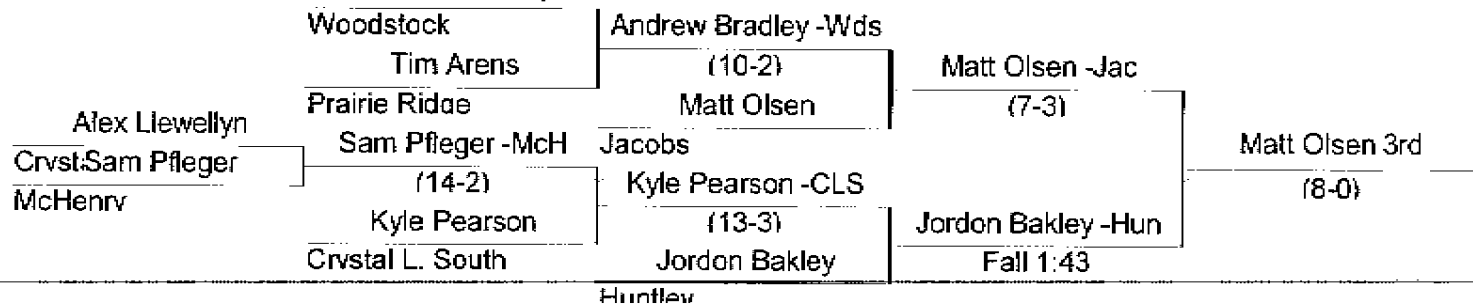 Woodstock
Andrew Bradley -Wds
Tim Arens
(10-2)
Matt Olsen -Jac
Prairie Ridge
Matt Olsen
(7-3)
Alex Llewellyn
Sam Pfleger -McH
Jacobs
Matt Olsen 3rd
Cryst Sam Pfleger
(14-2)
Kyle Pearson -CLS
(8-0)
McHenry
Kyle Pearson
(13-3)
Jordon Bakley -Hun
Crystal L. South
Jordon Bakley
Fall 1:43
Huntley